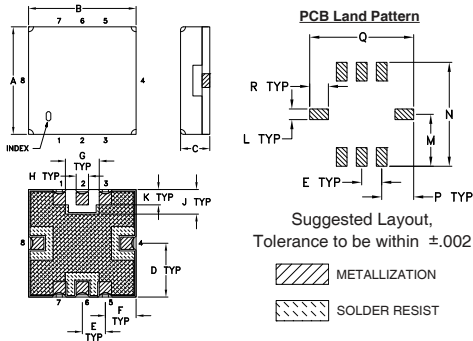 B
7 6 5
A
8
4
INDEX
1 2 3
C
PCB Land Pattern
Q
R TYP
L TYP
N
M
E TYP
P TYP
G
TYP
H TYP
1 2 3
K TYP
J TYP
8
4
D TYP
7 6 5
F
TYP
E
TYP
Suggested Layout,
Tolerance to be within ±.002
METALLIZATION
SOLDER RESIST